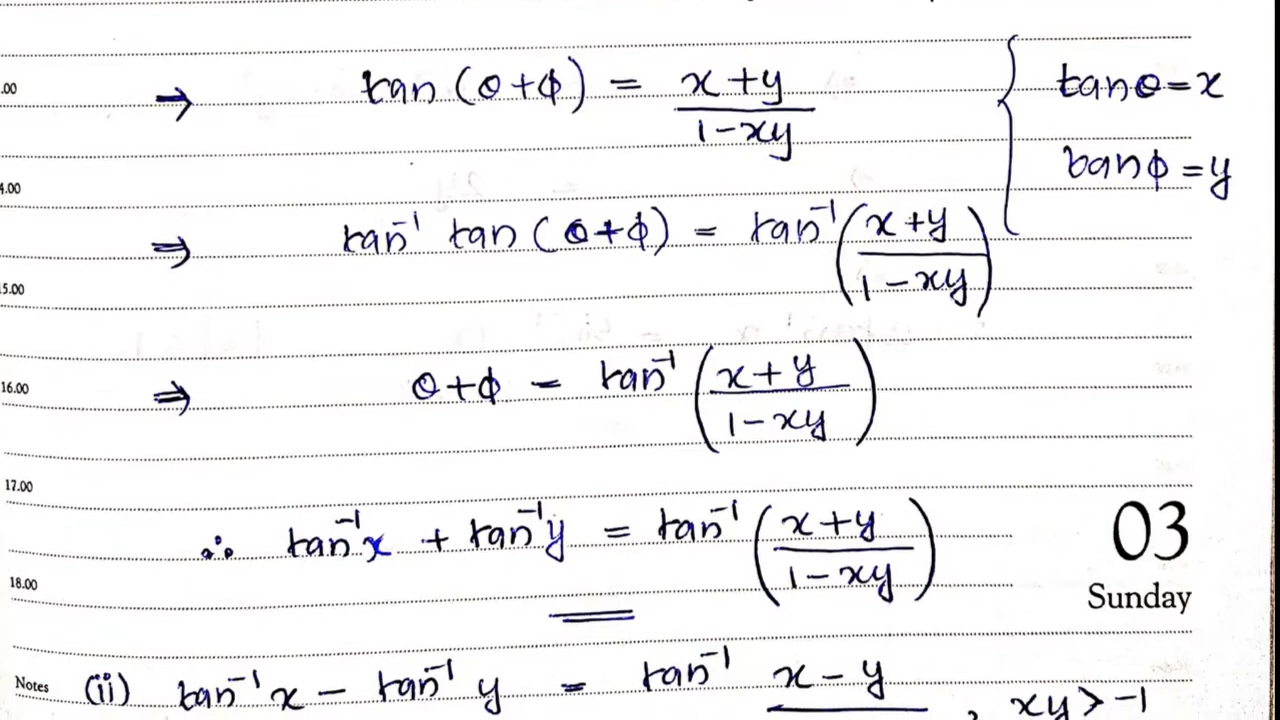 .00 ⇒ tan (θ+ϕ) = x+y / 1-xy { tanθ=x
tanϕ=y
4.00
⇒ tan⁻¹ tan (θ+ϕ) = tan⁻¹ (x+y / 1-xy)
5.00
16.00 ⇒ θ+ϕ = tan⁻¹ (x+y / 1-xy)
17.00
∴ tan⁻¹x + tan⁻¹y = tan⁻¹ (x+y / 1-xy) 03
18.00 Sunday
Notes (ii) tan⁻¹x - tan⁻¹y = tan⁻¹ x-y , xy > -1